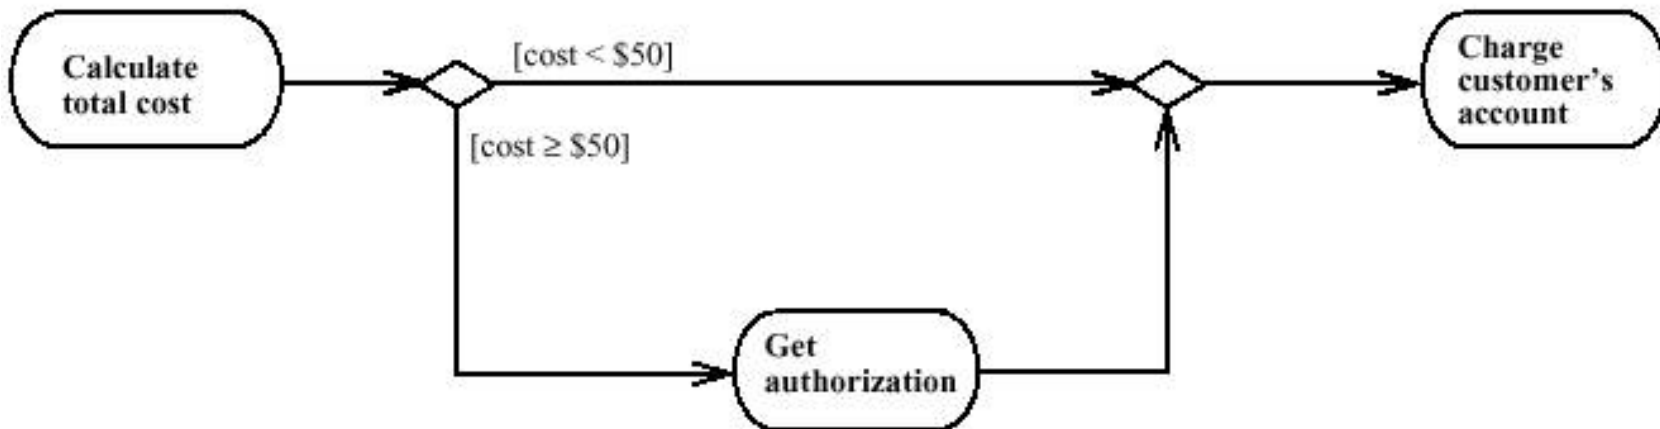 Calculate
total cost
[cost < $50]
[cost ≥ $50]
Get
authorization
Charge
customer's
account